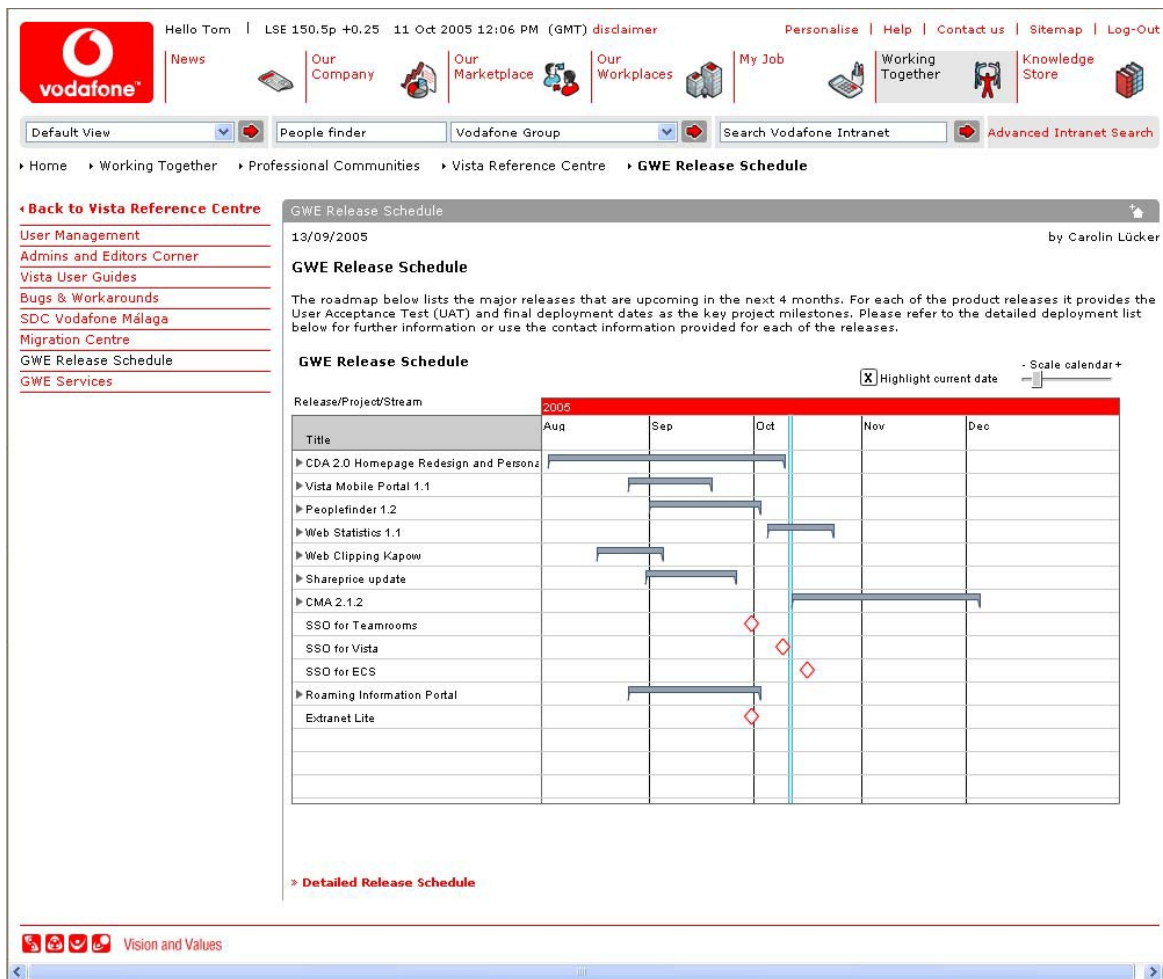 Hello Tom | LSE 150.5p +0.25 11 Oct 2005 12:06 PM (GMT) disclaimer Personalise | Help | Contact us | Sitemap | Log-Out
vodafone™
News
Our Company
Our Marketplace
Our Workplaces
My Job
Working Together
Knowledge Store
Default View People finder Vodafone Group Search Vodafone Intranet Advanced Intranet Search
Home Working Together Professional Communities Vista Reference Centre GWE Release Schedule
Back to Vista Reference Centre
User Management
Admins and Editors Corner
Vista User Guides
Bugs & Workarounds
SDC Vodafone Málaga
Migration Centre
GWE Release Schedule
GWE Services
GWE Release Schedule
13/09/2005 by Carolin Lücker
GWE Release Schedule
The roadmap below lists the major releases that are upcoming in the next 4 months. For each of the product releases it provides the
User Acceptance Test (UAT) and final deployment dates as the key project milestones. Please refer to the detailed deployment list
below for further information or use the contact information provided for each of the releases.
GWE Release Schedule
X Highlight current date
- Scale calendar +
Release/Project/Stream
2005
Title
Aug Sep Oct Nov Dec
CDA 2.0 Homepage Redesign and Persona
Vista Mobile Portal 1.1
Peoplefinder 1.2
Web Statistics 1.1
Web Clipping Kapow
Shareprice update
CMA 2.1.2
SSO for Teamrooms
SSO for Vista
SSO for ECS
Roaming Information Portal
Extranet Lite
» Detailed Release Schedule
Vision and Values